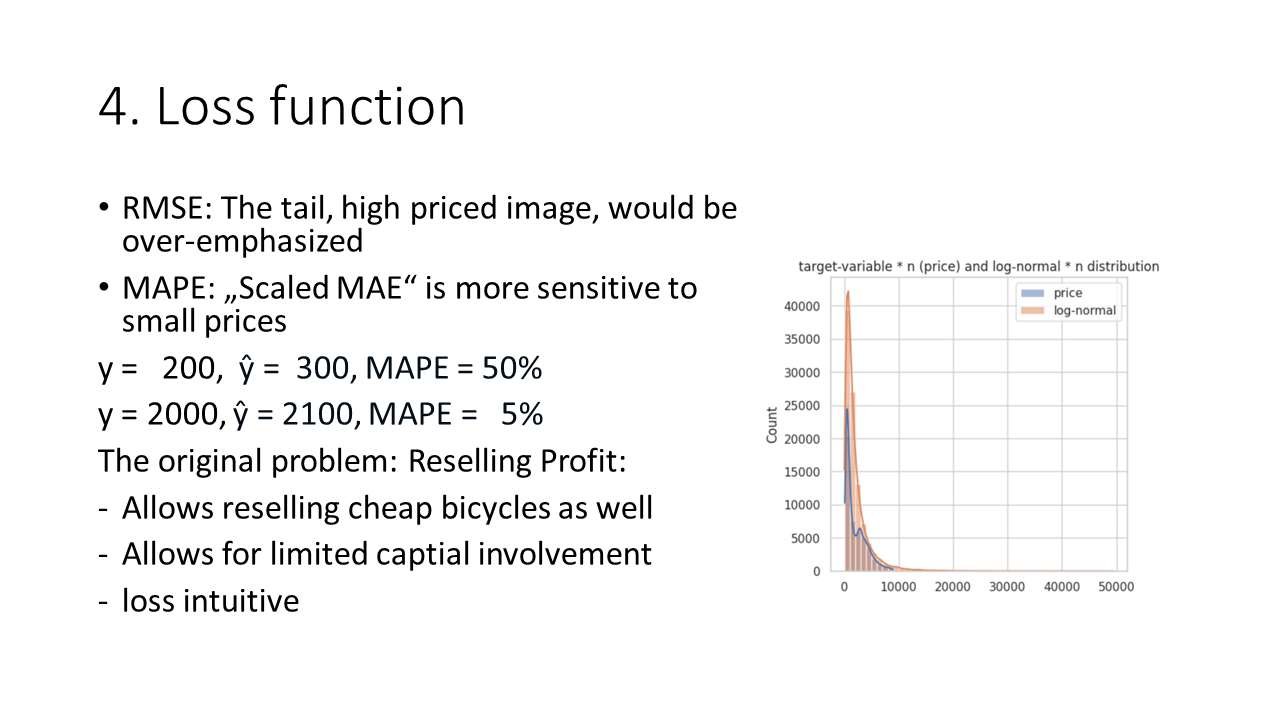 4. Loss function
• RMSE: The tail, high priced image, would be
over-emphasized
• MAPE: „Scaled MAE“ is more sensitive to
small prices
y =   200,  ŷ =  300, MAPE = 50%
y = 2000, ŷ = 2100, MAPE =   5%
The original problem: Reselling Profit:
- Allows reselling cheap bicycles as well
- Allows for limited captial involvement
- loss intuitive
target-variable * n (price) and log-normal * n distribution
price
log-normal
Count
40000
35000
30000
25000
20000
15000
10000
5000
0
0 10000 20000 30000 40000 50000